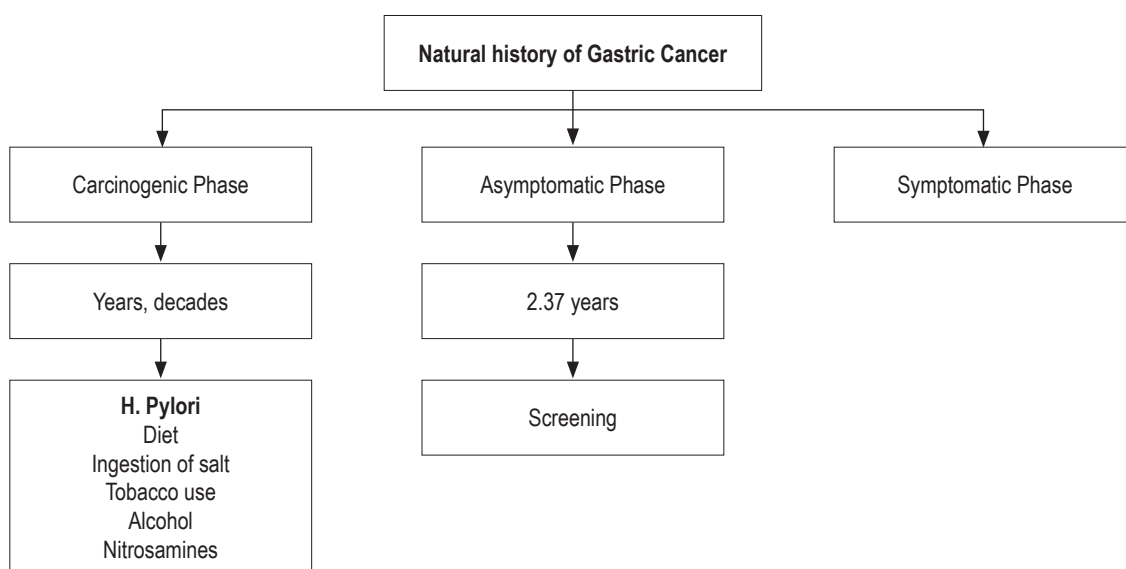 Natural history of Gastric Cancer
Carcinogenic Phase
Asymptomatic Phase
Symptomatic Phase
Years, decades
2.37 years
H. Pylori
Diet
Ingestion of salt
Tobacco use
Alcohol
Nitrosamines
Screening